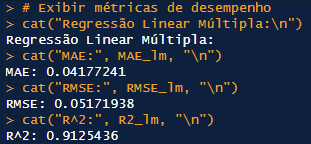 > # Exibir métricas de desempenho
> cat("Regressão Linear Múltipla:\n")
Regressão Linear Múltipla:
> cat("MAE:", MAE_lm, "\n")
MAE: 0.04177241
> cat("RMSE:", RMSE_lm, "\n")
RMSE: 0.05171938
> cat("R^2:", R2_lm, "\n")
R^2: 0.9125436